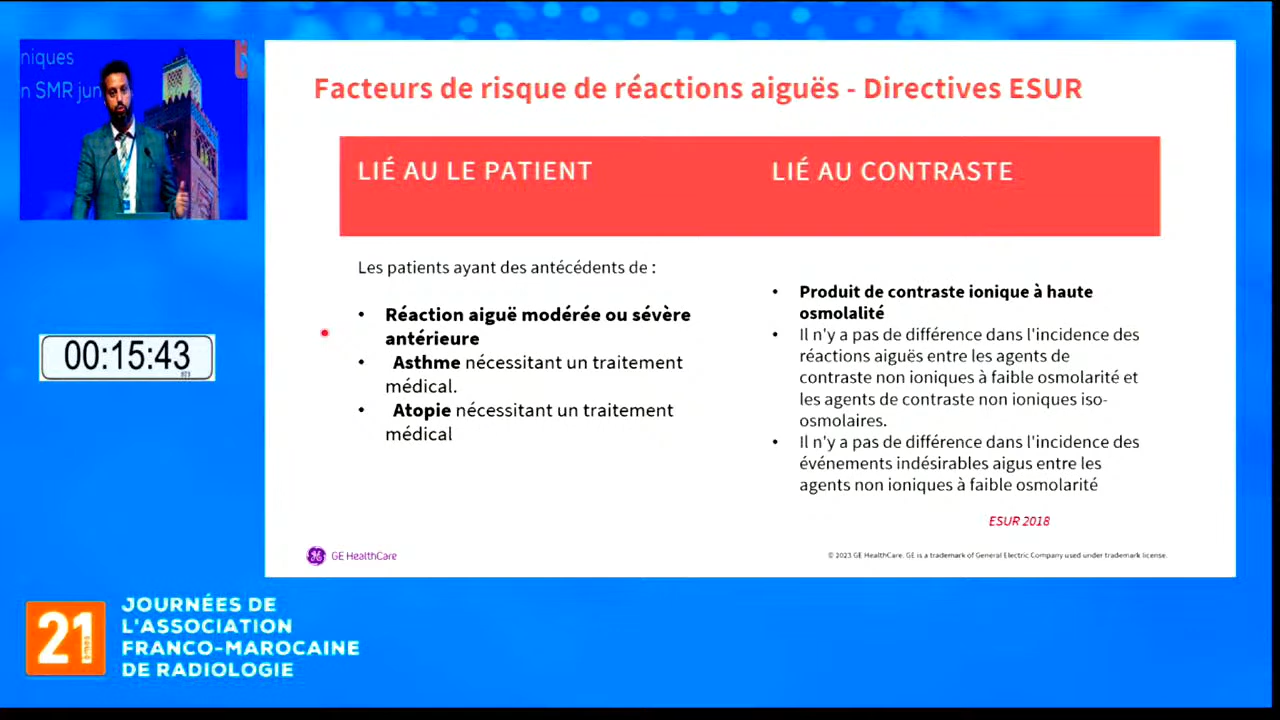 niques
n SMR jun
Facteurs de risque de réactions aiguës - Directives ESUR
LIÉ AU LE PATIENT
LIÉ AU CONTRASTE
Les patients ayant des antécédents de :
• Réaction aiguë modérée ou sévère
antérieure
• Asthme nécessitant un traitement
médical.
• Atopie nécessitant un traitement
médical
• Produit de contraste ionique à haute
osmolalité
• Il n'y a pas de différence dans l'incidence des
réactions aiguës entre les agents de
contraste non ioniques à faible osmolarité et
les agents de contraste non ioniques iso-
osmolaires.
• Il n'y a pas de différence dans l'incidence des
événements indésirables aigus entre les
agents non ioniques à faible osmolarité
ESUR 2018
GE HealthCare
© 2023 GE HealthCare. GE is a trademark of General Electric Company used under trademark license.
00:15:43
21
JOURNÉES DE
L'ASSOCIATION
FRANCO-MAROCAINE
DE RADIOLOGIE